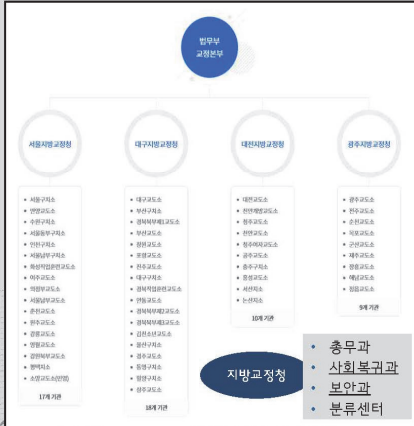 법무부
교정본부
서울지방교정청
대구지방교정청
대전지방교정청
광주지방교정청
• 서울구치소
• 안양교도소
• 수원구치소
• 서울동부구치소
• 인천구치소
• 서울남부구치소
• 화성직업훈련교도소
• 여주교도소
• 의정부교도소
• 서울남부교도소
• 춘천교도소
• 원주교도소
• 강릉교도소
• 영월교도소
• 강원북부교도소
• 평택지소
• 소망교도소(민영)
17개 기관
• 대구교도소
• 부산구치소
• 경북북부제1교도소
• 부산교도소
• 창원교도소
• 포항교도소
• 진주교도소
• 대구구치소
• 경북직업훈련교도소
• 안동교도소
• 경북북부제2교도소
• 경북북부제3교도소
• 김천소년교도소
• 울산구치소
• 경주교도소
• 통영구치소
• 밀양구치소
• 상주교도소
18개 기관
• 대전교도소
• 천안개방교도소
• 청주교도소
• 천안교도소
• 청주여자교도소
• 공주교도소
• 충주구치소
• 홍성교도소
• 서산지소
• 논산지소
10개 기관
• 광주교도소
• 전주교도소
• 순천교도소
• 목포교도소
• 군산교도소
• 제주교도소
• 장흥교도소
• 해남교도소
• 정읍교도소
9개 기관
지방교정청
• 총무과
• 사회복귀과
• 보안과
• 분류센터